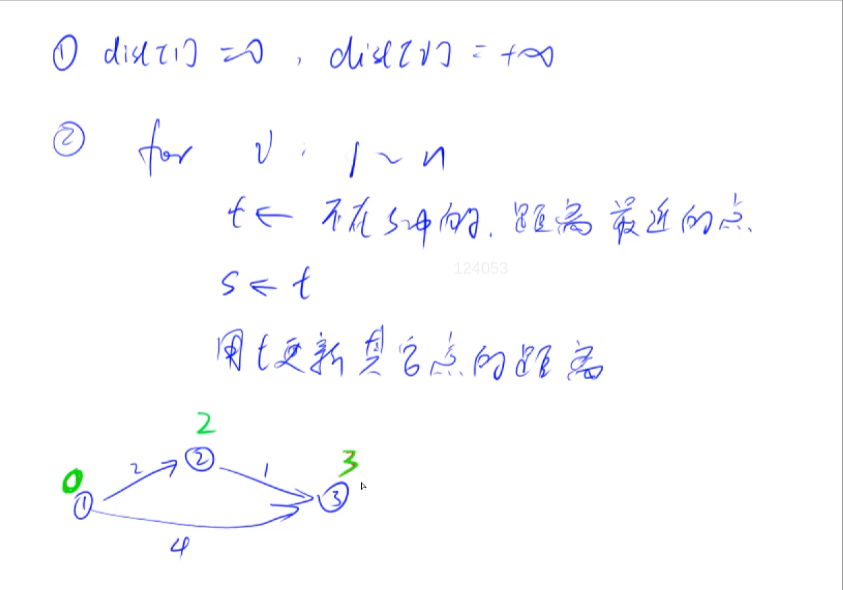 ① dist[1] = 0, dist[v] = +∞
② for v: 1 ~ n
t ← 不在s中的, 距离最近的点.
124053
s ← t
用t更新其它点的距离
2
0 2 ② 1 3
① ③
4